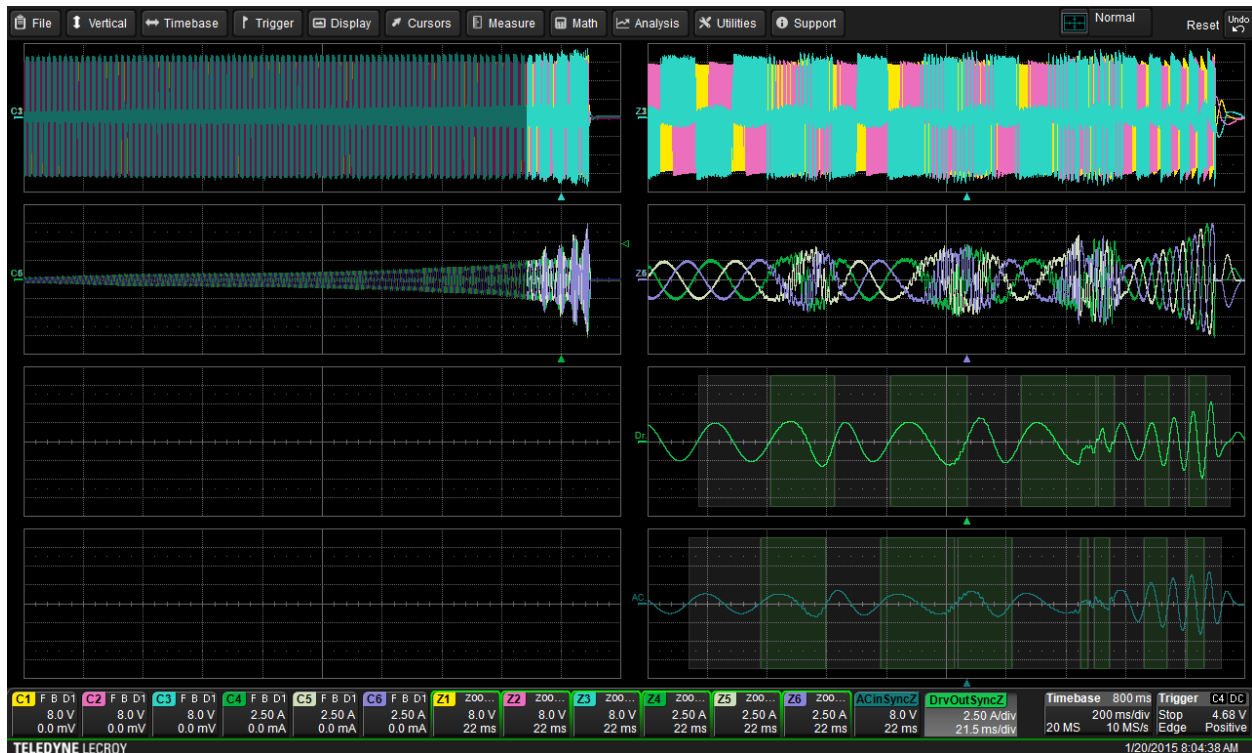 File Vertical Timebase Trigger Display Cursors Measure Math Analysis Utilities Support Normal Reset Undo
C6 Z6
Dr.
AC
C1 F B D1 C2 F B D1 C3 F B D1 C4 F B D1 C5 F B D1 C6 F B D1 Z1 zoo... Z2 zoo... Z3 zoo... Z4 zoo... Z5 zoo... Z6 zoo... ACinSyncZ DrvOutSyncZ Timebase 800 ms Trigger C4 DC
8.0 V 8.0 V 8.0 V 2.50 A 2.50 A 2.50 A 8.0 V 8.0 V 8.0 V 2.50 A 2.50 A 2.50 A 8.0 V 2.50 A/div 200 ms/div Stop 4.68 V
0.0 mV 0.0 mV 0.0 mV 0.0 mA 0.0 mA 0.0 mA 22 ms 22 ms 22 ms 22 ms 22 ms 22 ms 22 ms 21.5 ms/div 20 MS 10 MS/s Edge Positive
TELEDYNE LECROY 1/20/2015 8:04:38 AM